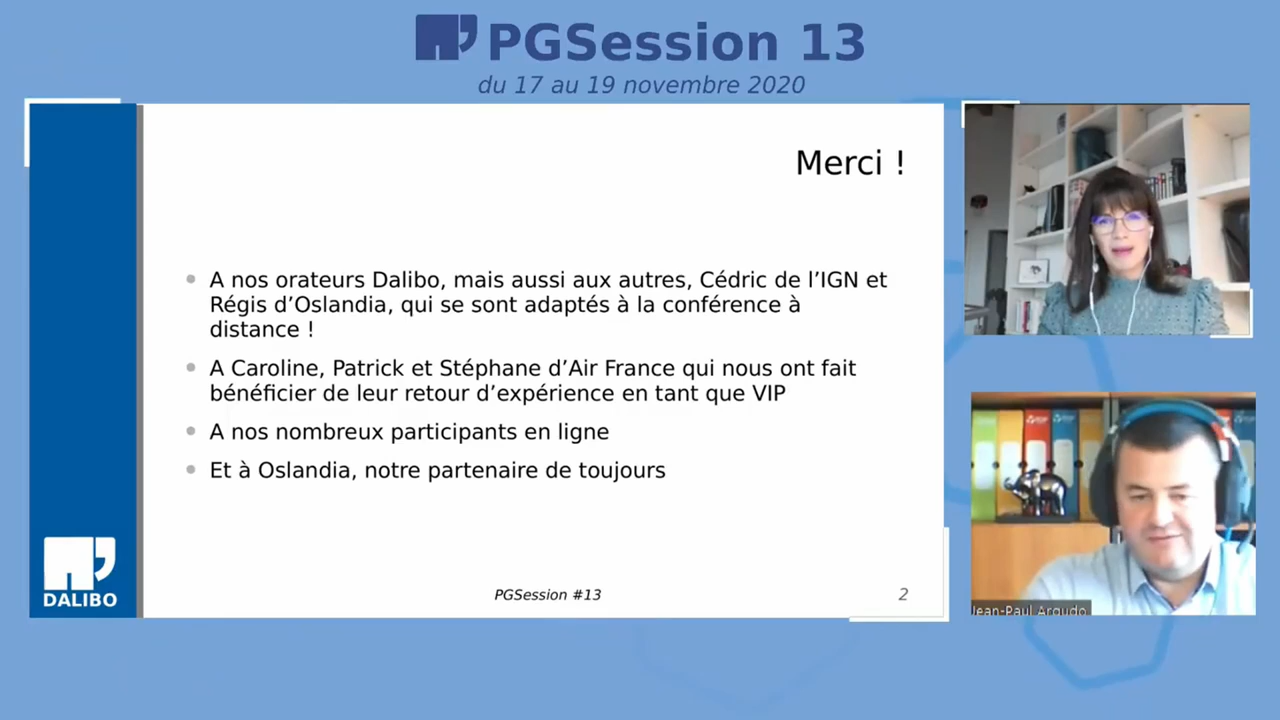 PGSession 13
du 17 au 19 novembre 2020
Merci !
A nos orateurs Dalibo, mais aussi aux autres, Cédric de l’IGN et
Régis d’Oslandia, qui se sont adaptés à la conférence à
distance !
A Caroline, Patrick et Stéphane d’Air France qui nous ont fait
bénéficier de leur retour d’expérience en tant que VIP
A nos nombreux participants en ligne
Et à Oslandia, notre partenaire de toujours
DALIBO
PGSession #13
2
Jean-Paul Argudo